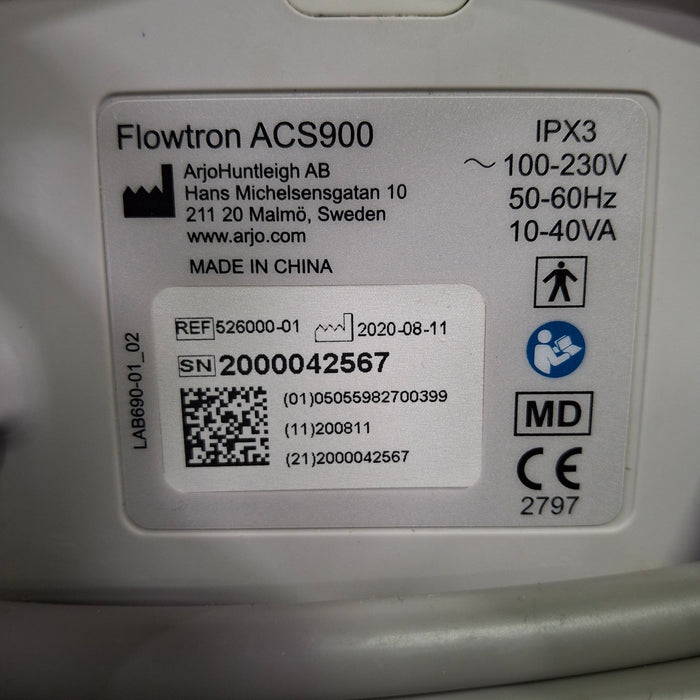 Flowtron ACS900
ArjoHuntleigh AB
Hans Michelsensgatan 10
211 20 Malmö, Sweden
www.arjo.com
MADE IN CHINA
IPX3
~ 100-230V
50-60Hz
10-40VA
REF 526000-01 2020-08-11
SN 2000042567
(01)05055982700399
(11)200811
(21)2000042567
LAB690-01_02
MD
CE
2797